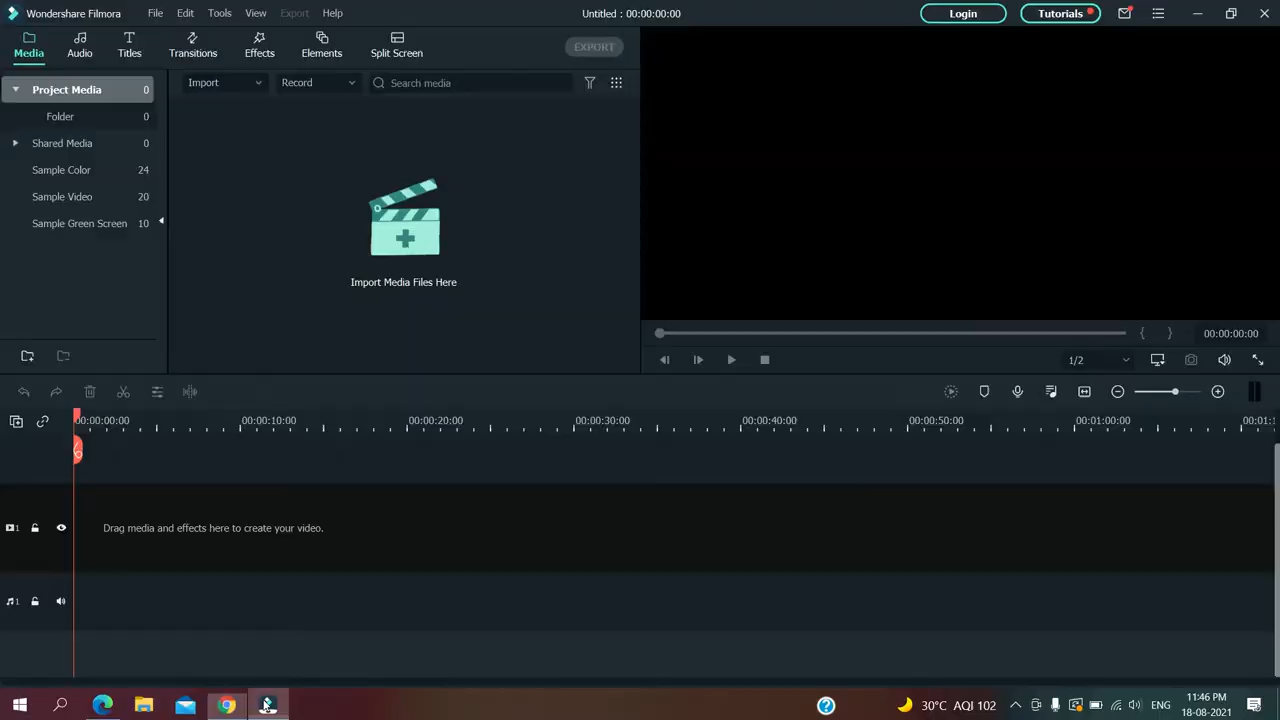 Wondershare Filmora File Edit Tools View Export Help Untitled : 00:00:00:00 Login Tutorials
Media Audio Titles Transitions Effects Elements Split Screen EXPORT
Project Media 0
Folder 0
Shared Media 0
Sample Color 24
Sample Video 20
Sample Green Screen 10
Import Record Search media
Import Media Files Here
00:00:00:00
1/2
00:00:00:00 00:00:10:00 00:00:20:00 00:00:30:00 00:00:40:00 00:00:50:00 00:01:00:00
1 Drag media and effects here to create your video.
1
30°C AQI 102 ENG 11:46 PM
18-08-2021